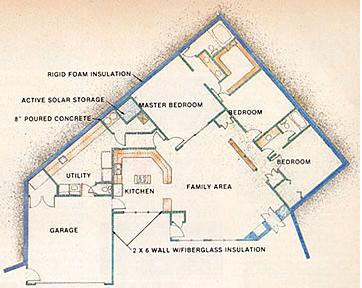 RIGID FOAM INSULATION
ACTIVE SOLAR STORAGE
8" POURED CONCRETE
MASTER BEDROOM
BEDROOM
BEDROOM
UTILITY
KITCHEN
FAMILY AREA
GARAGE
2 X 6 WALL W/FIBERGLASS INSULATION